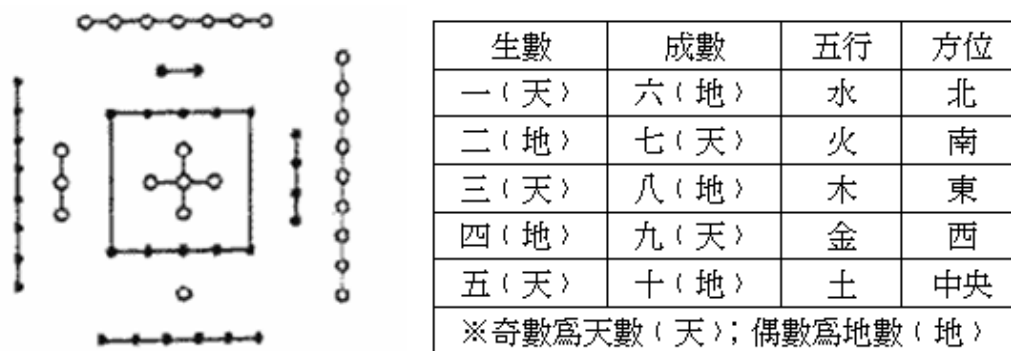 生數 成數 五行 方位
一（天） 六（地） 水 北
二（地） 七（天） 火 南
三（天） 八（地） 木 東
四（地） 九（天） 金 西
五（天） 十（地） 土 中央
※奇數爲天數（天）；偶數爲地數（地）